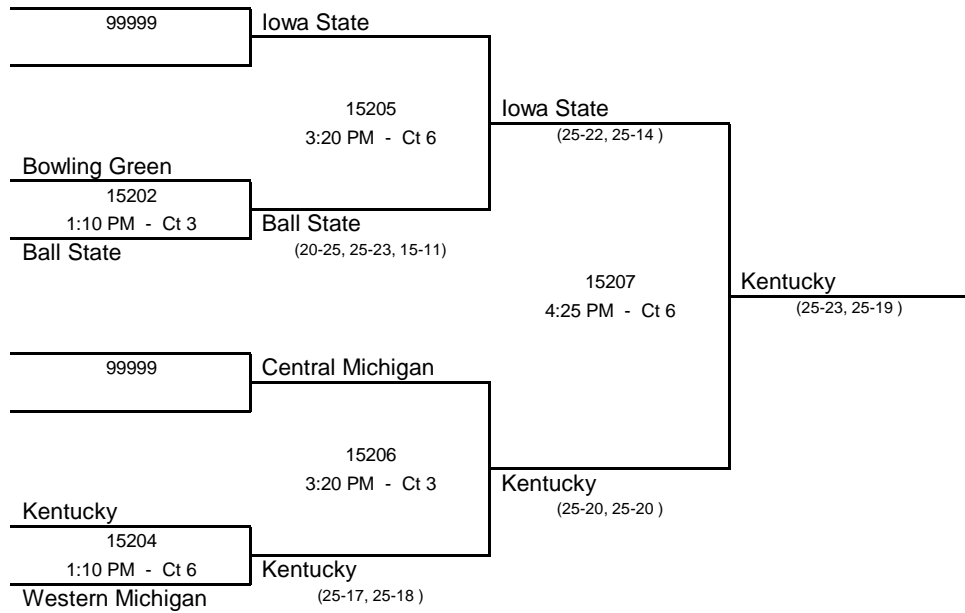 99999
Iowa State
15205
3:20 PM - Ct 6
Iowa State
(25-22, 25-14 )
Bowling Green
15202
1:10 PM - Ct 3
Ball State
Ball State
(20-25, 25-23, 15-11)
15207
4:25 PM - Ct 6
Kentucky
(25-23, 25-19 )
99999
Central Michigan
15206
3:20 PM - Ct 3
Kentucky
(25-20, 25-20 )
Kentucky
15204
1:10 PM - Ct 6
Western Michigan
Kentucky
(25-17, 25-18 )